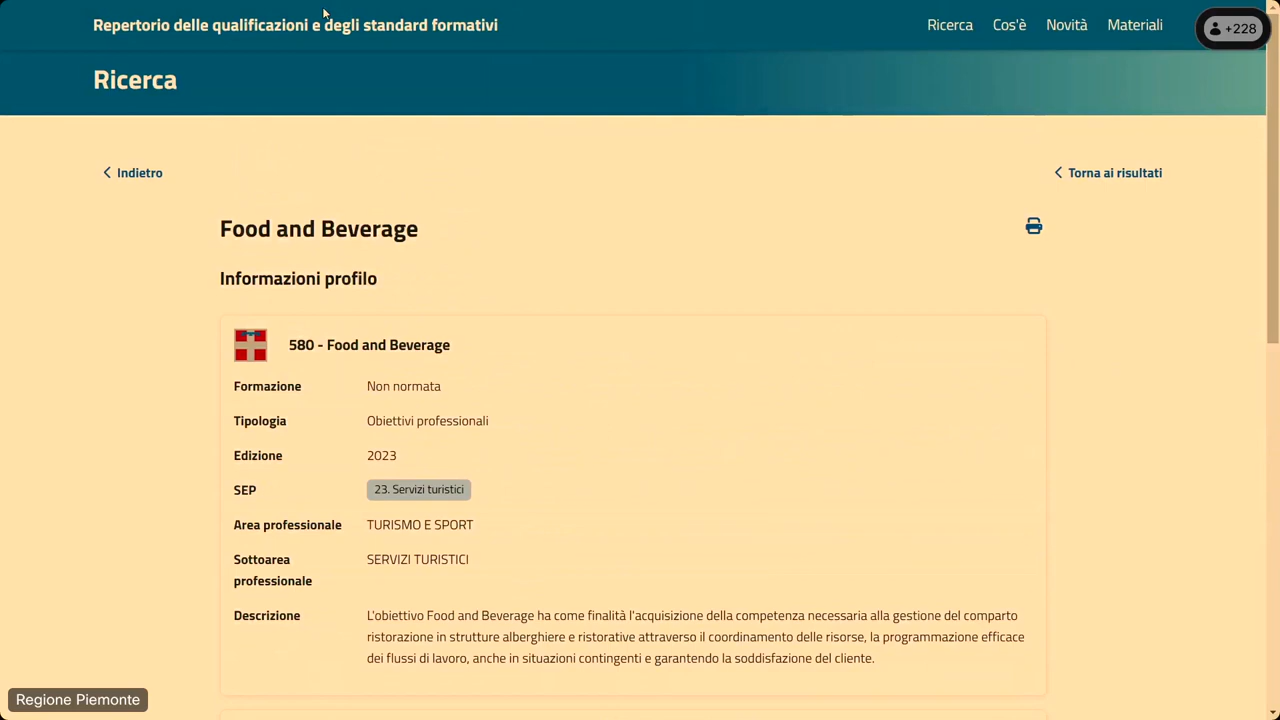 Repertorio delle qualificazioni e degli standard formativi
Ricerca Cos'è Novità Materiali
+228
Ricerca
Indietro
Torna ai risultati
Food and Beverage
Informazioni profilo
580 - Food and Beverage
Formazione Non normata
Tipologia Obiettivi professionali
Edizione 2023
SEP 23. Servizi turistici
Area professionale TURISMO E SPORT
Sottoarea professionale SERVIZI TURISTICI
Descrizione L'obiettivo Food and Beverage ha come finalità l'acquisizione della competenza necessaria alla gestione del comparto
ristorazione in strutture alberghiere e ristorative attraverso il coordinamento delle risorse, la programmazione efficace
dei flussi di lavoro, anche in situazioni contingenti e garantendo la soddisfazione del cliente.
Regione Piemonte